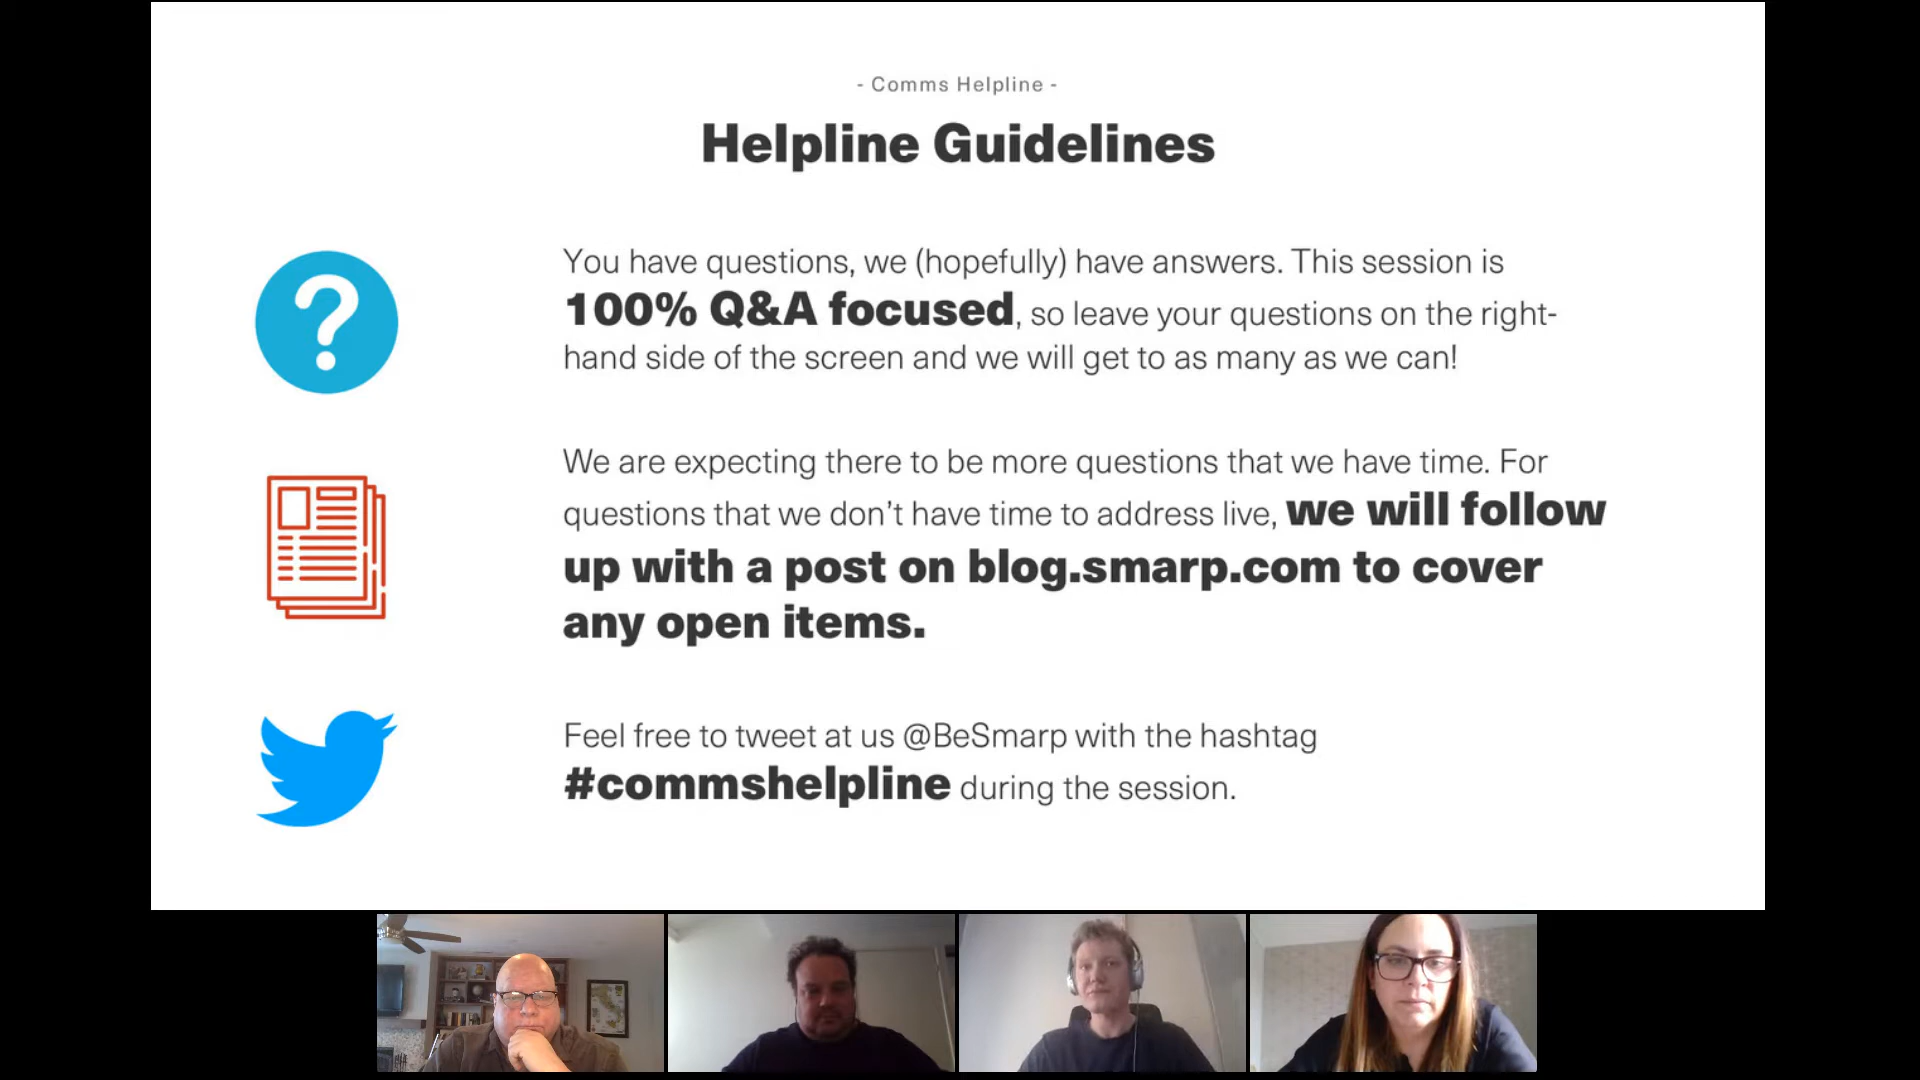 - Comms Helpline -
Helpline Guidelines
You have questions, we (hopefully) have answers. This session is
100% Q&A focused, so leave your questions on the right-
hand side of the screen and we will get to as many as we can!
We are expecting there to be more questions that we have time. For
questions that we don't have time to address live, we will follow
up with a post on blog.smarp.com to cover
any open items.
Feel free to tweet at us @BeSmarp with the hashtag
#commshelpline during the session.